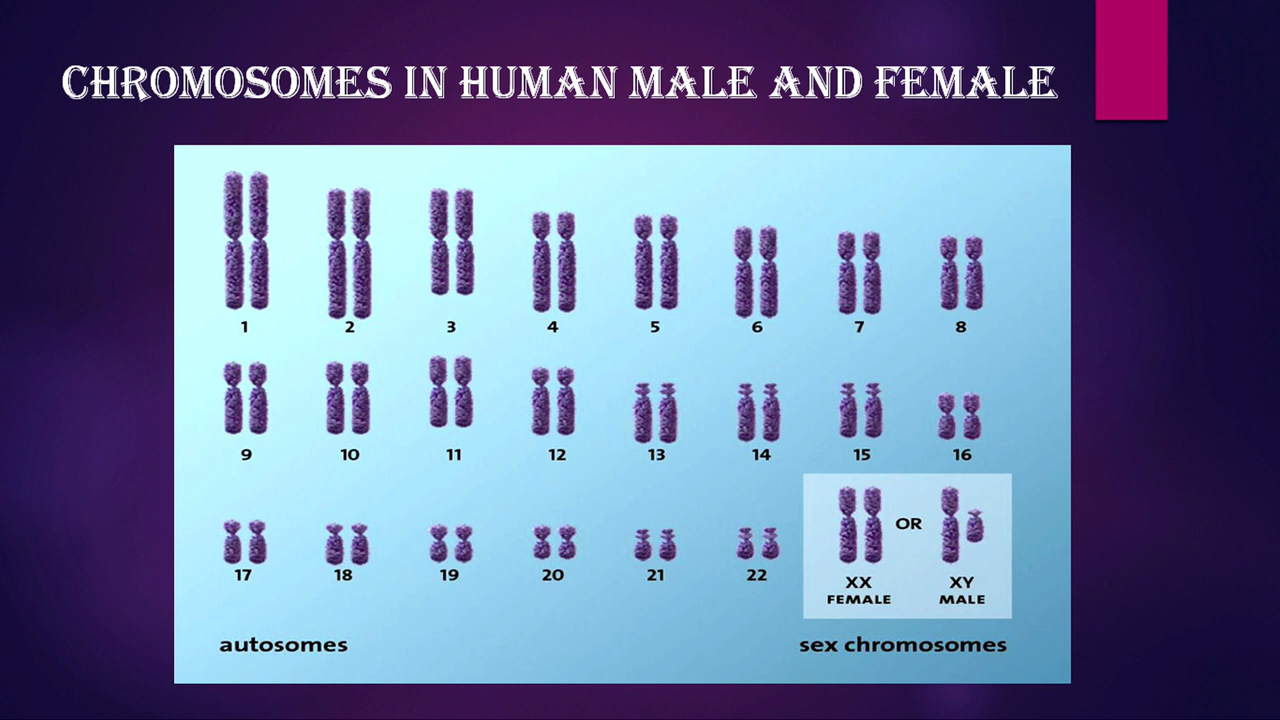 CHROMOSOMES IN HUMAN MALE AND FEMALE
1 2 3 4 5 6 7 8
9 10 11 12 13 14 15 16
OR
17 18 19 20 21 22
XX XY
FEMALE MALE
autosomes sex chromosomes